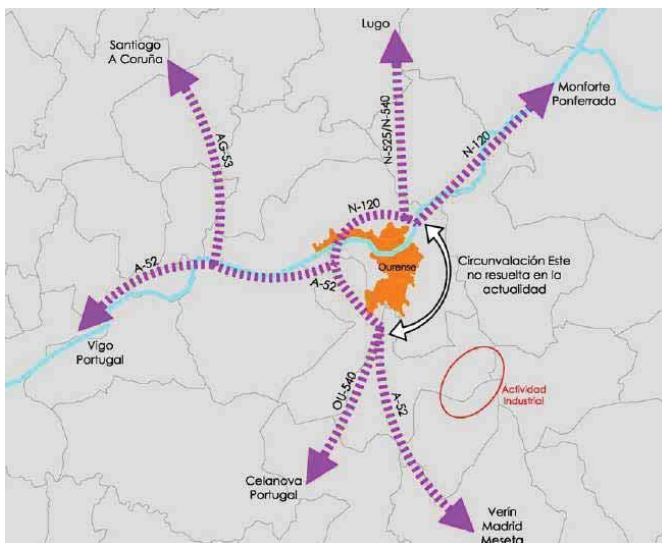 Lugo
Santiago
A Coruña
Monforte
Ponferrada
N-525/N-540
AG-53
N-120
N-120
A-52
Ourense
A-52
Circunvalación Este
no resuelta en la
actualidad
Vigo
Portugal
OU-540
A-52
Actividad
Industrial
Celanova
Portugal
Verín
Madrid
Meseta